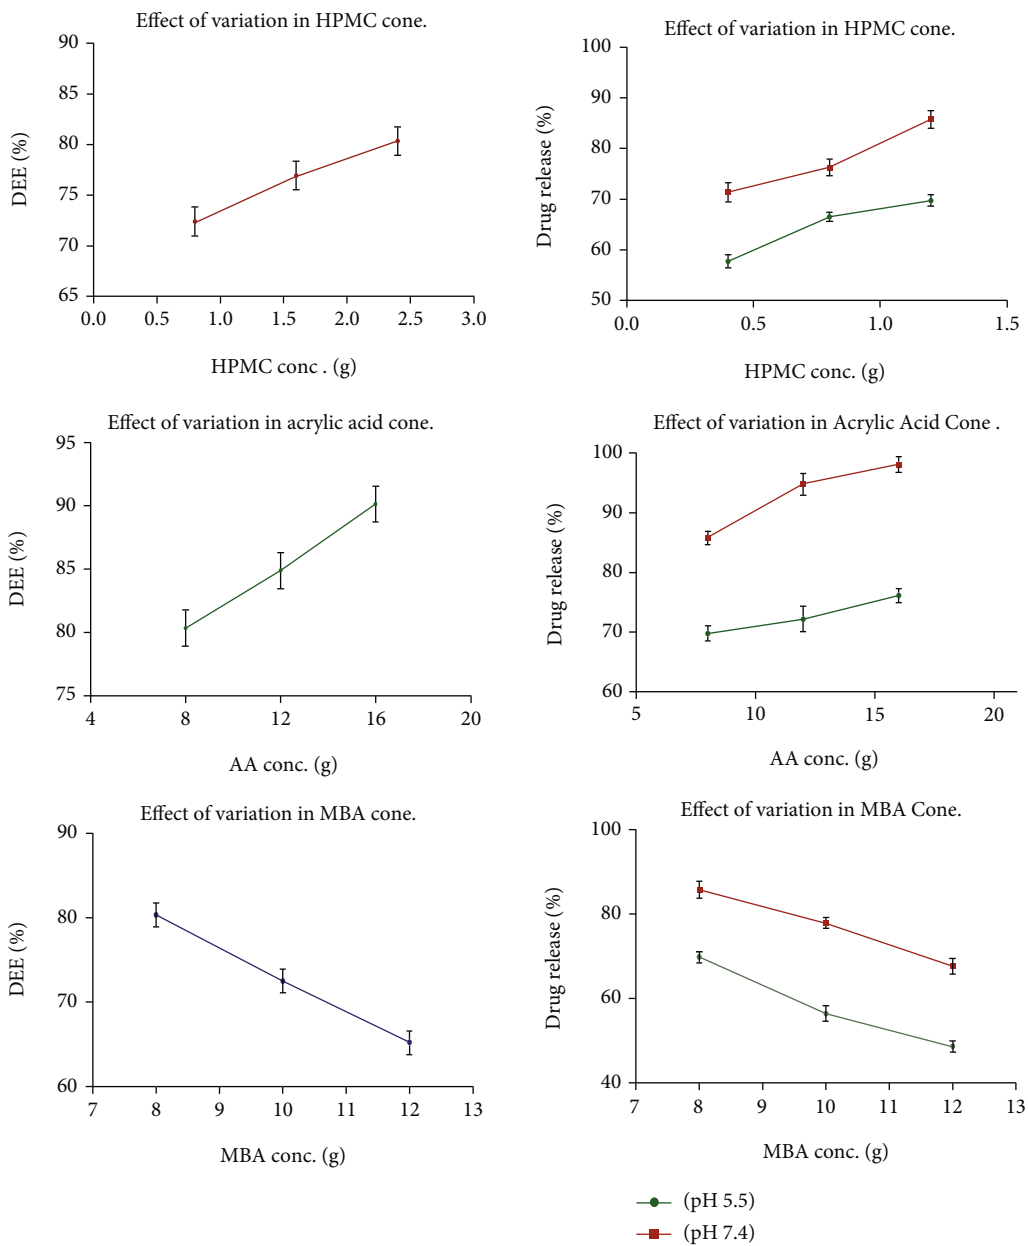 Effect of variation in HPMC cone.
90
85
80
75
70
65
DEE (%)
0.0 0.5 1.0 1.5 2.0 2.5 3.0
HPMC conc . (g)
Effect of variation in HPMC cone.
100
90
80
70
60
50
Drug release (%)
0.0 0.5 1.0 1.5
HPMC conc. (g)
Effect of variation in acrylic acid cone.
95
90
85
80
75
DEE (%)
4 8 12 16 20
AA conc. (g)
Effect of variation in Acrylic Acid Cone .
100
90
80
70
60
Drug release (%)
5 10 15 20
AA conc. (g)
Effect of variation in MBA cone.
90
80
70
60
DEE (%)
7 8 9 10 11 12 13
MBA conc. (g)
Effect of variation in MBA Cone.
100
80
60
40
Drug release (%)
7 8 9 10 11 12 13
MBA conc. (g)
(pH 5.5)
(pH 7.4)